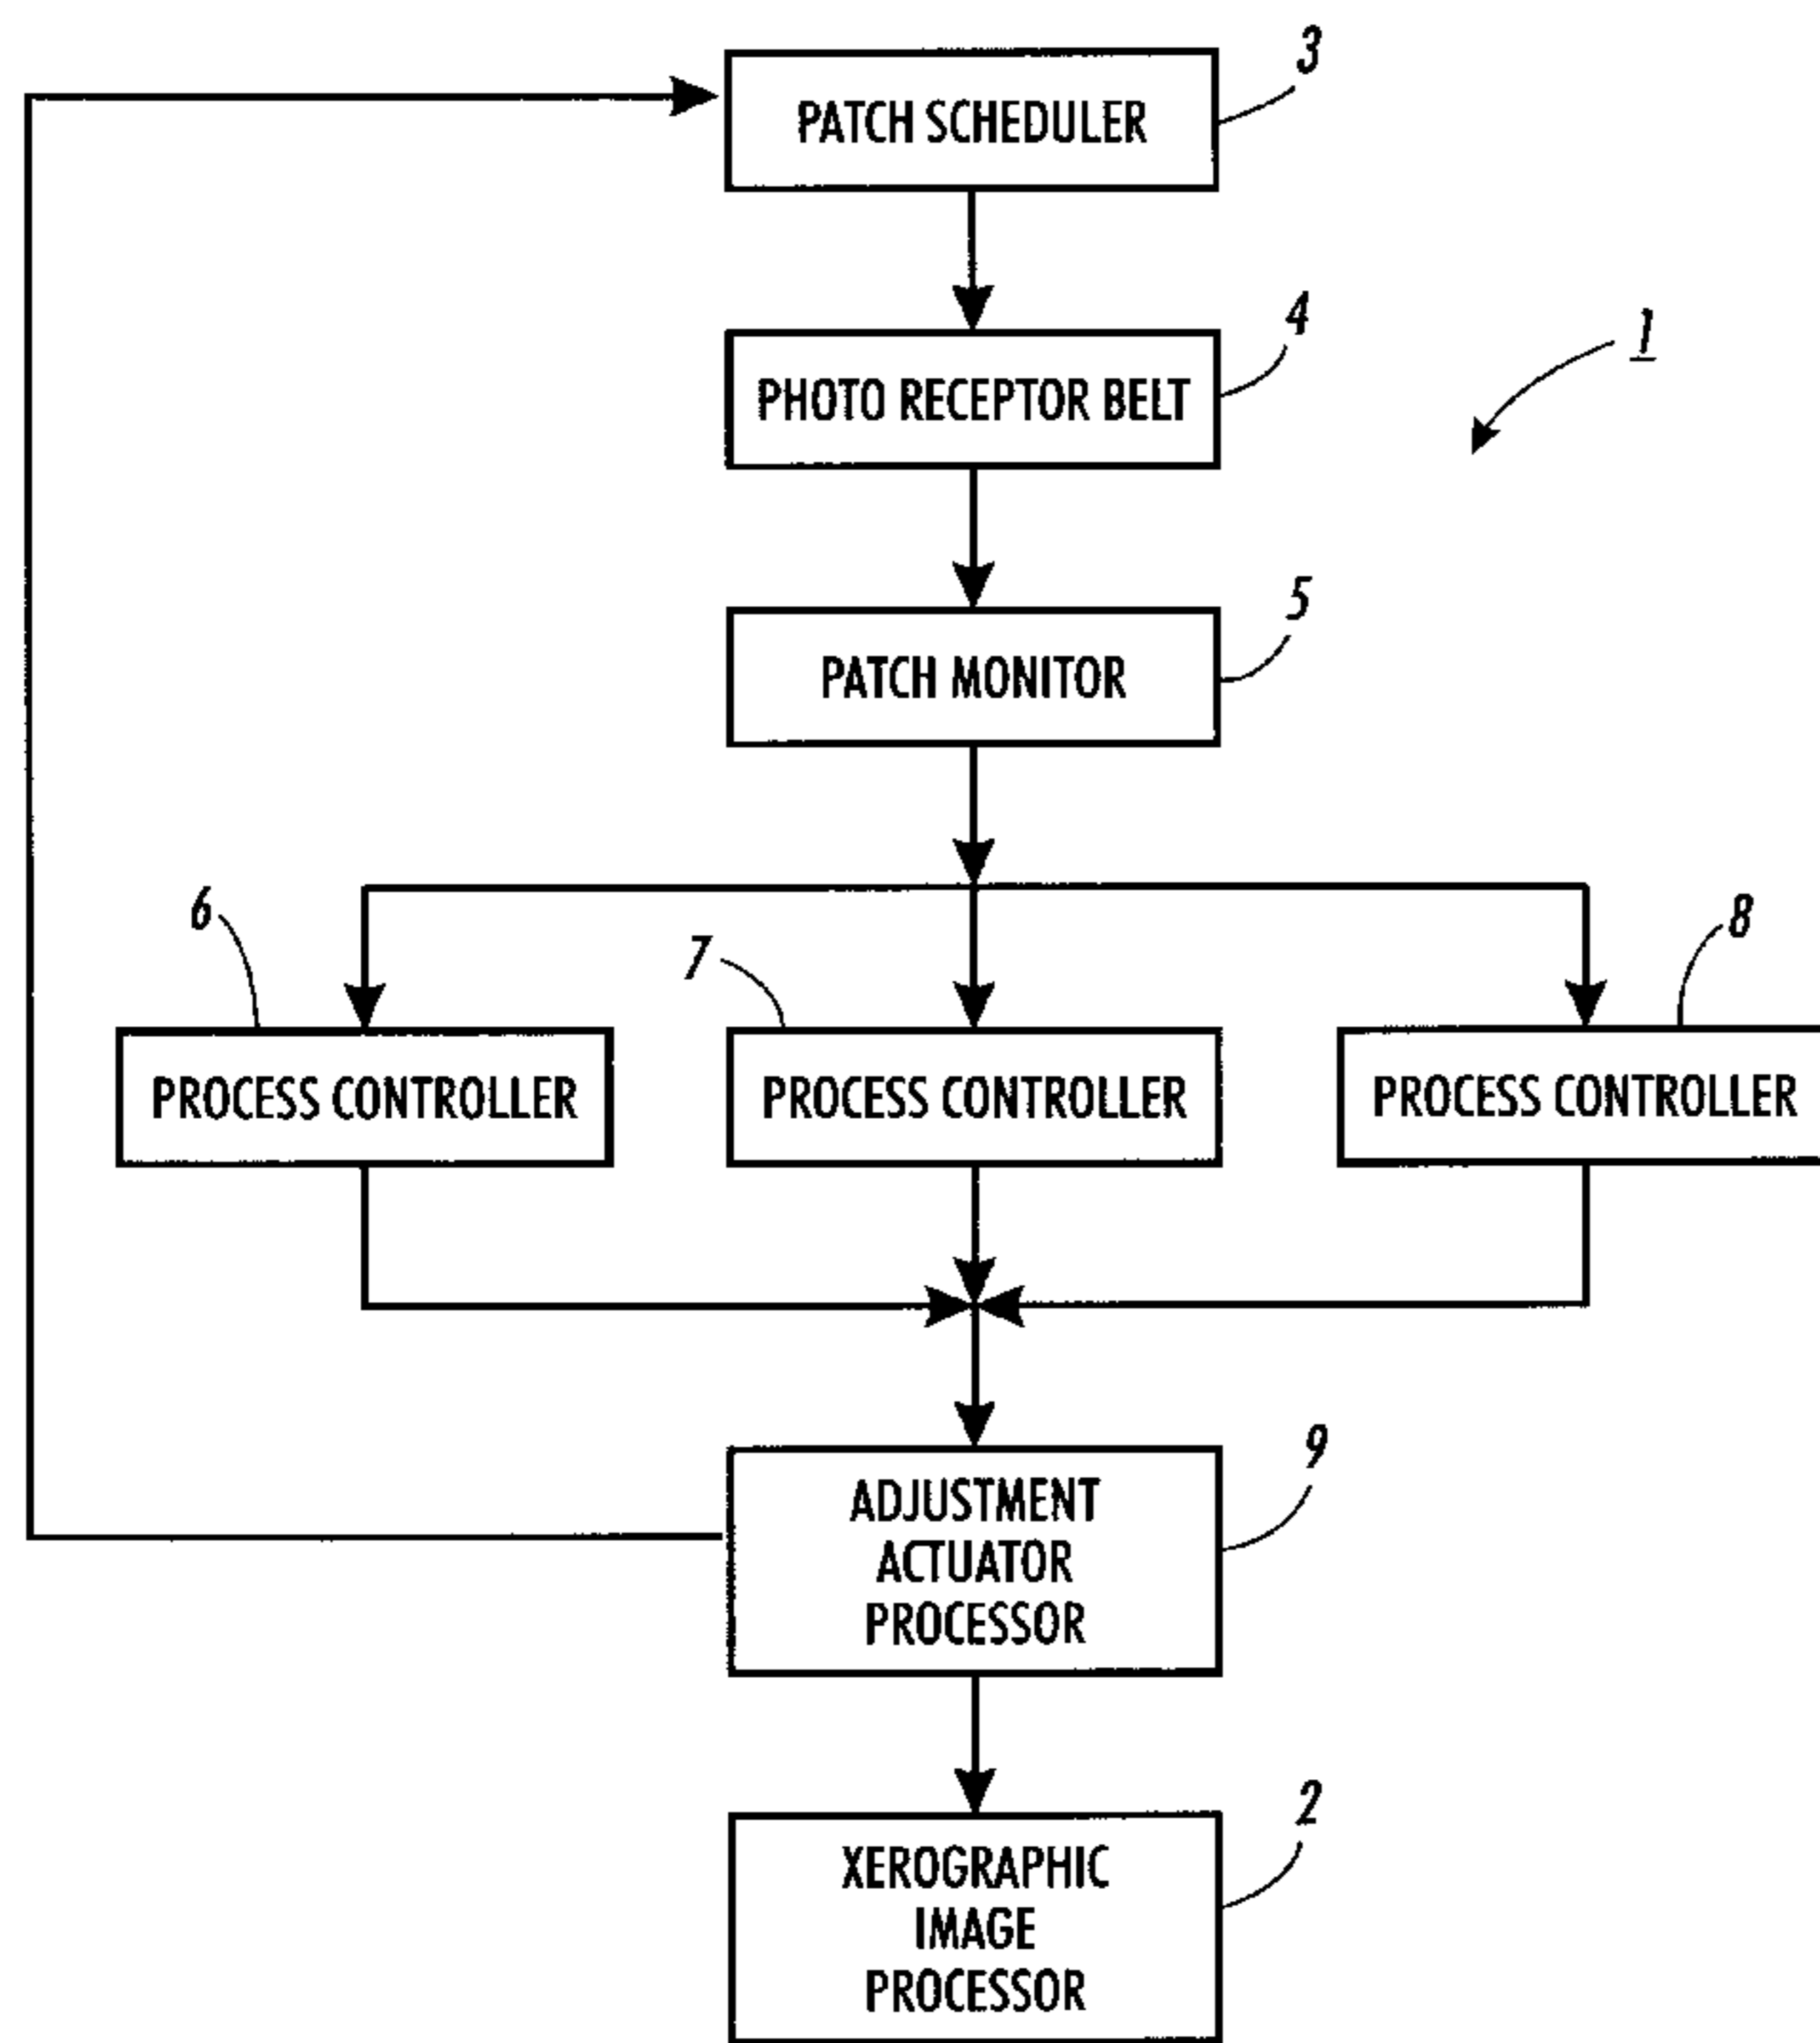 3
PATCH SCHEDULER
4
1
PHOTO RECEPTOR BELT
5
PATCH MONITOR
6
7
8
PROCESS CONTROLLER
PROCESS CONTROLLER
PROCESS CONTROLLER
9
ADJUSTMENT
ACTUATOR
PROCESSOR
2
XEROGRAPHIC
IMAGE
PROCESSOR